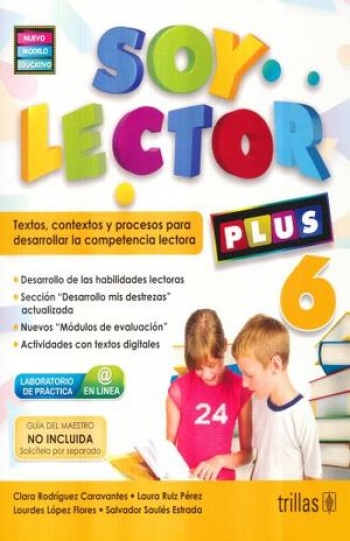 NUEVO
MODELO
EDUCATIVO
SOY
LECTOR
Textos, contextos y procesos para
desarrollar la competencia lectora
PLUS
6
• Desarrollo de las habilidades lectoras
• Sección "Desarrollo mis destrezas"
actualizada
• Nuevos "Módulos de evaluación"
• Actividades con textos digitales
LABORATORIO
DE PRÁCTICA
@
EN LÍNEA
GUÍA DEL MAESTRO
NO INCLUIDA
Solicítela por separado
24
Clara Rodríguez Caravantes • Laura Ruiz Pérez
Lourdes López Flores • Salvador Saulés Estrada
trillas